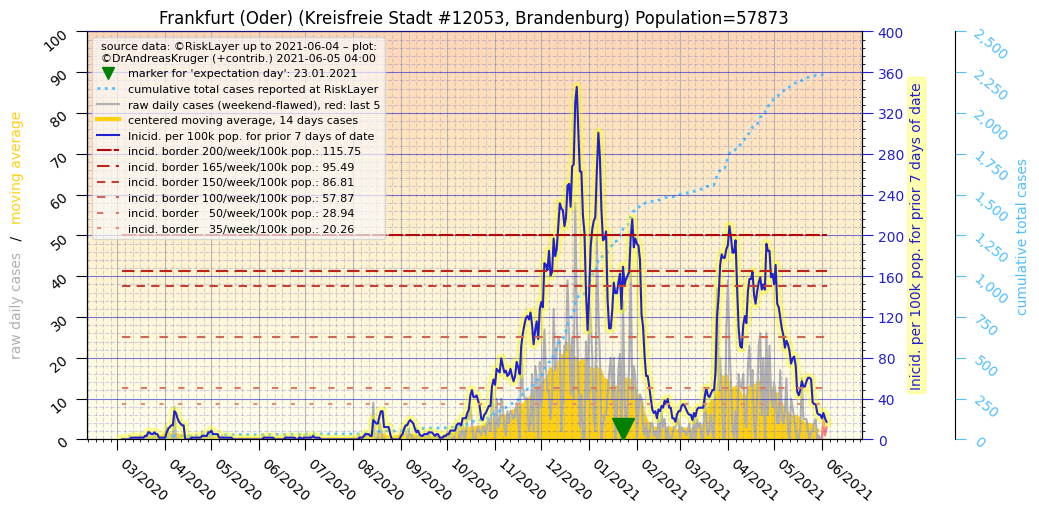 Frankfurt (Oder) (Kreisfreie Stadt #12053, Brandenburg) Population=57873
source data: ©RiskLayer up to 2021-06-04 – plot:
©DrAndreasKruger (+contrib.) 2021-06-05 04:00
marker for 'expectation day': 23.01.2021
cumulative total cases reported at RiskLayer
raw daily cases (weekend-flawed), red: last 5
centered moving average, 14 days cases
Inicid. per 100k pop. for prior 7 days of date
incid. border 200/week/100k pop.: 115.75
incid. border 165/week/100k pop.: 95.49
incid. border 150/week/100k pop.: 86.81
incid. border 100/week/100k pop.: 57.87
incid. border   50/week/100k pop.: 28.94
incid. border   35/week/100k pop.: 20.26
raw daily cases / moving average
100
90
80
70
60
50
40
30
20
10
0
03/2020
04/2020
05/2020
06/2020
07/2020
08/2020
09/2020
10/2020
11/2020
12/2020
01/2021
02/2021
03/2021
04/2021
05/2021
06/2021
400
360
320
280
240
200
160
120
80
40
0
Inicid. per 100k pop. for prior 7 days of date
2,500
2,250
2,000
1,750
1,500
1,250
1,000
750
500
250
0
cumulative total cases